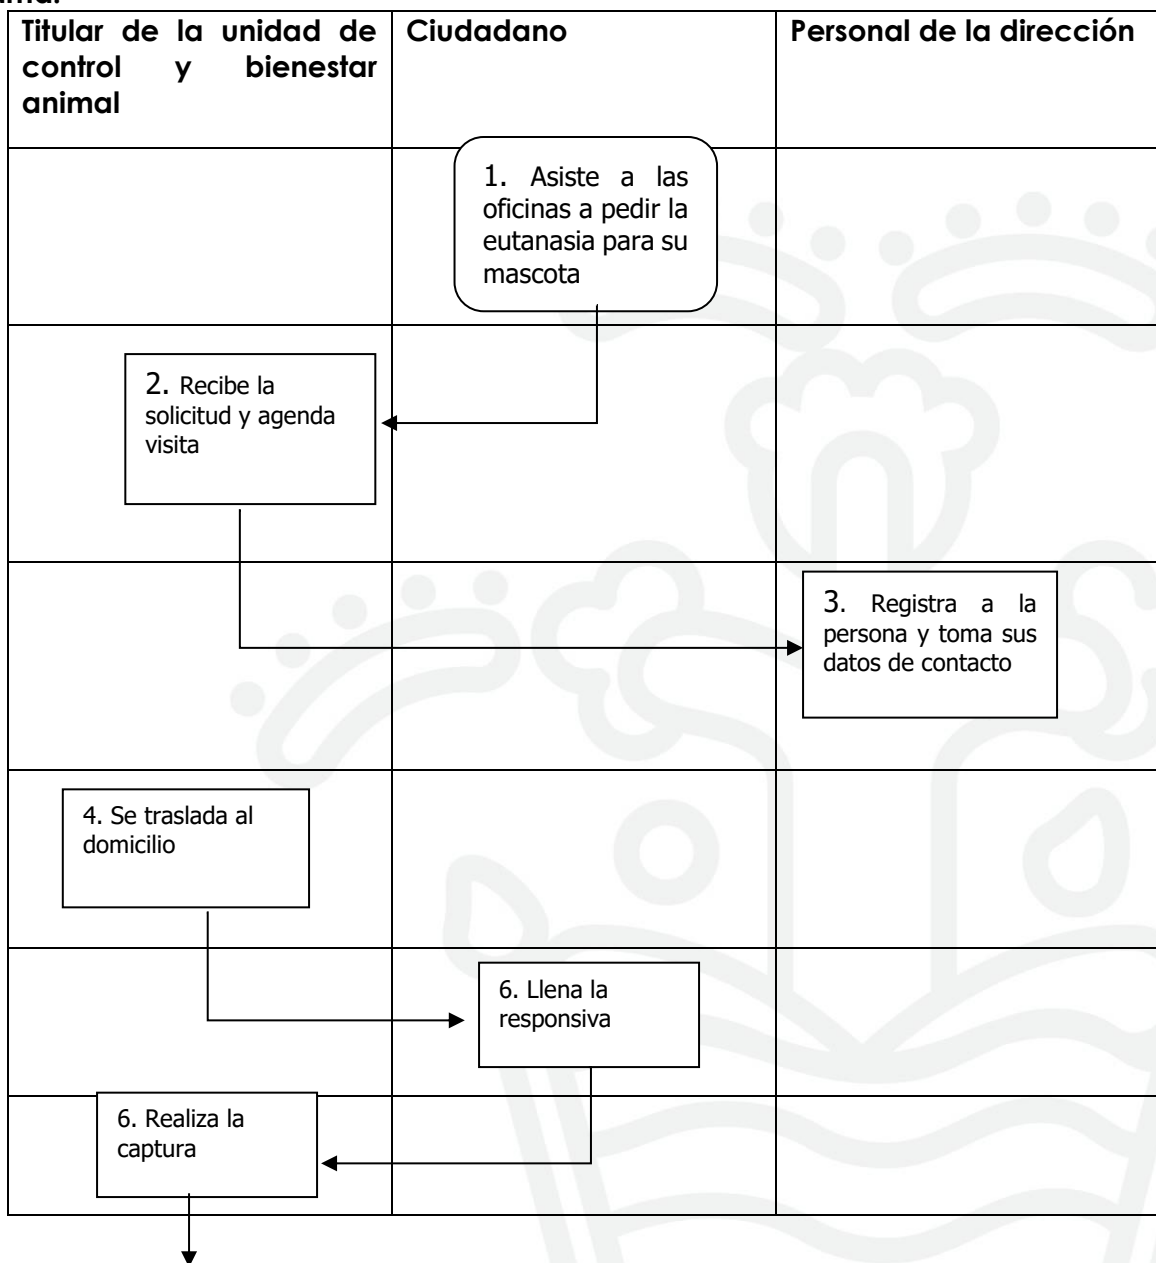 Titular de la unidad de
control y bienestar
animal
Ciudadano
Personal de la dirección
1. Asiste a las
oficinas a pedir la
eutanasia para su
mascota
2. Recibe la
solicitud y agenda
visita
3. Registra a la
persona y toma sus
datos de contacto
4. Se traslada al
domicilio
6. Llena la
responsiva
6. Realiza la
captura